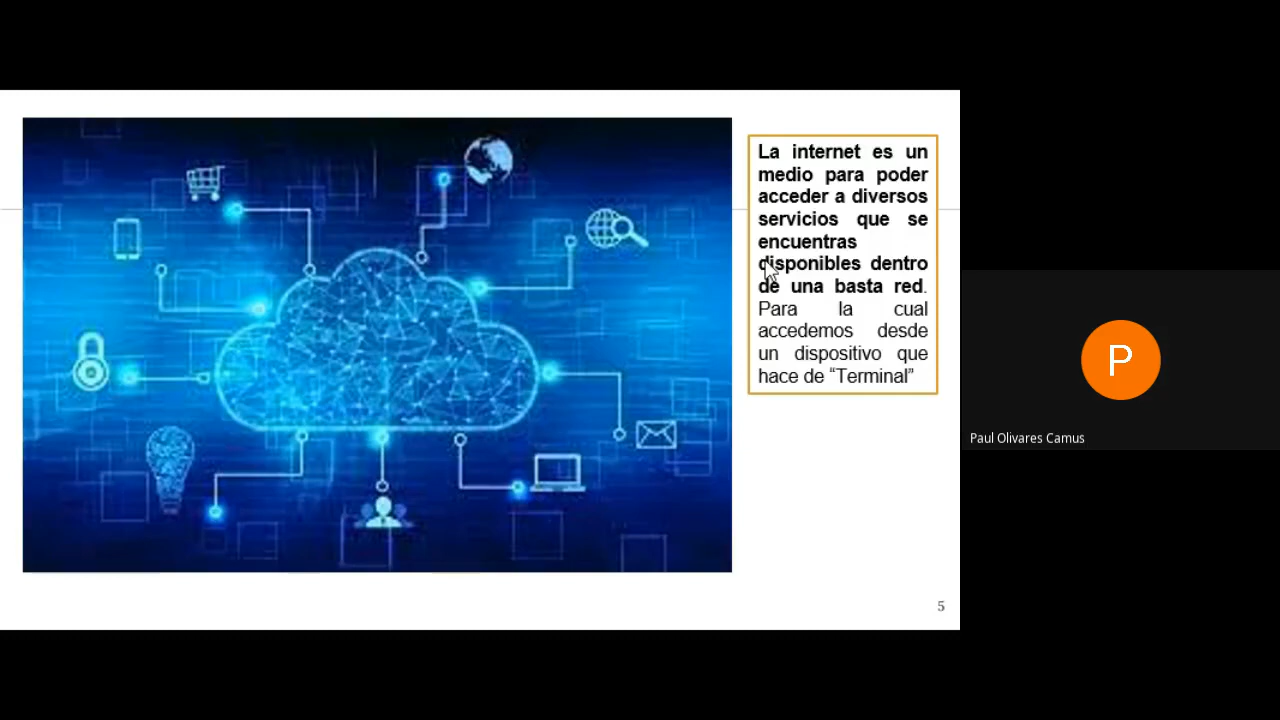 La internet es un
medio para poder
acceder a diversos
servicios que se
encuentras
disponibles dentro
de una basta red.
Para la cual
accedemos desde
un dispositivo que
hace de “Terminal”
P
Paul Olivares Camus
5